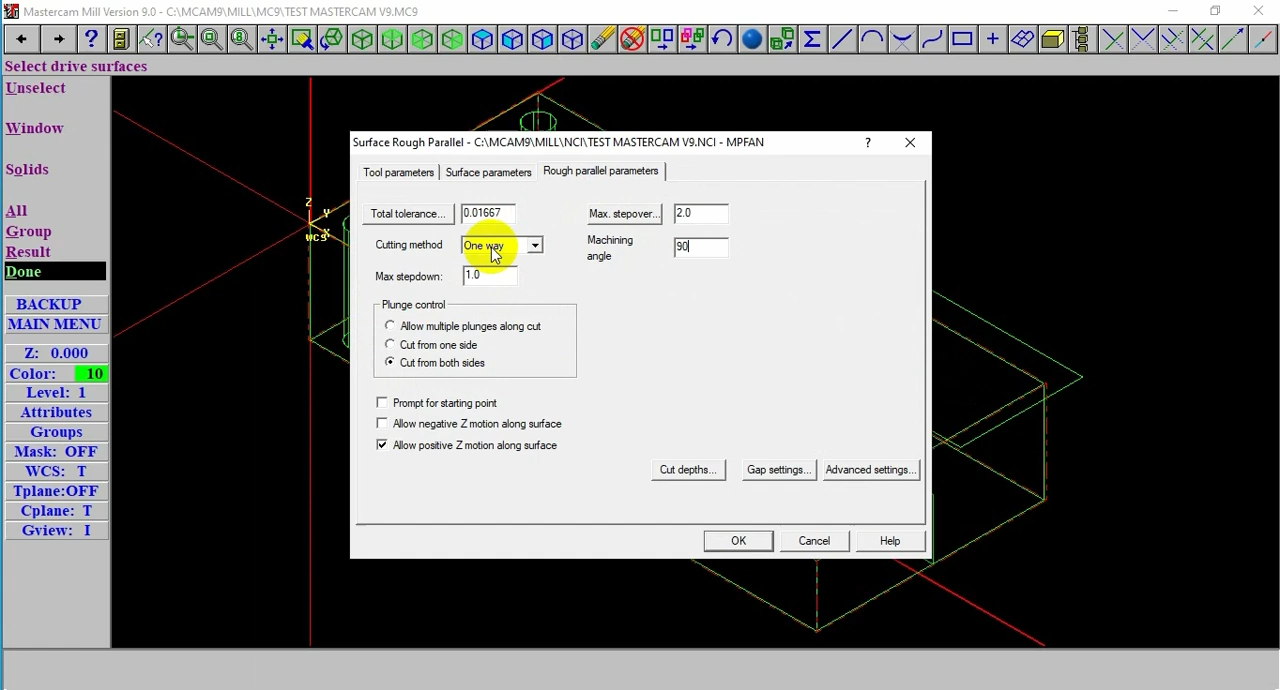 Mastercam Mill Version 9.0 - C:\MCAM9\MILL\MC9\TEST MASTERCAM V9.MC9
Select drive surfaces
Unselect
Window
Solids
All
Group
Result
Done
BACKUP
MAIN MENU
Z: 0.000
Color: 10
Level: 1
Attributes
Groups
Mask: OFF
WCS: T
Tplane:OFF
Cplane: T
Gview: I
Z
Y
X
WCS
Surface Rough Parallel - C:\MCAM9\MILL\NCI\TEST MASTERCAM V9.NCI - MPFAN
Tool parameters
Surface parameters
Rough parallel parameters
Total tolerance...
0.01667
Max. stepover...
2.0
Cutting method
One way
Machining
angle
90
Max stepdown:
1.0
Plunge control
Allow multiple plunges along cut
Cut from one side
Cut from both sides
Prompt for starting point
Allow negative Z motion along surface
Allow positive Z motion along surface
Cut depths...
Gap settings...
Advanced settings...
OK
Cancel
Help